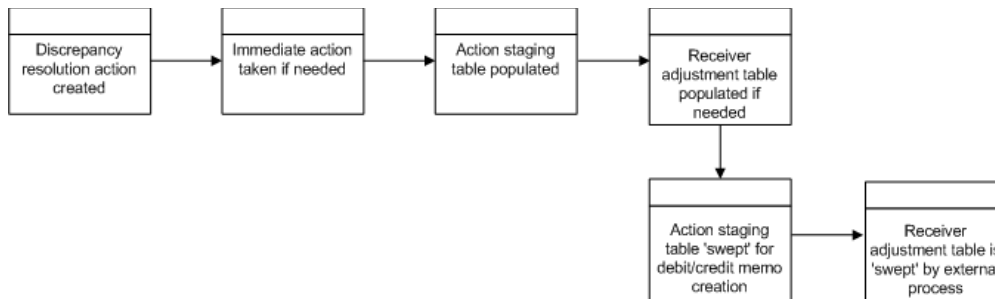 Discrepancy
resolution action
created
Immediate action
taken if needed
Action staging
table populated
Receiver
adjustment table
populated if
needed
Action staging
table 'swept' for
debit/credit memo
creation
Receiver
adjustment table is
'swept' by external
process